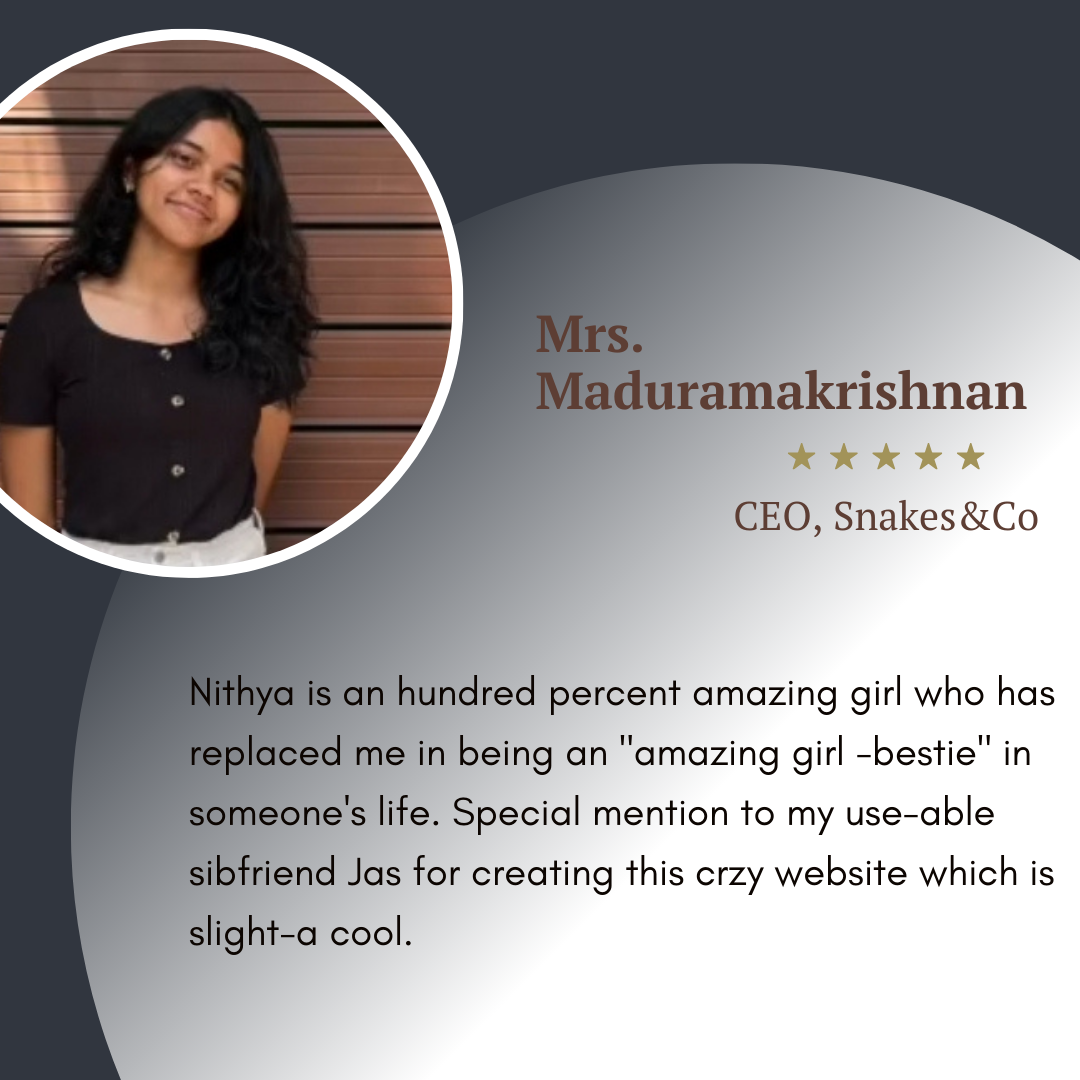 Mrs.
Maduramakrishnan
CEO, Snakes&Co
Nithya is an hundred percent amazing girl who has
replaced me in being an "amazing girl -bestie" in
someone's life. Special mention to my use-able
sibfriend Jas for creating this crzy website which is
slight-a cool.